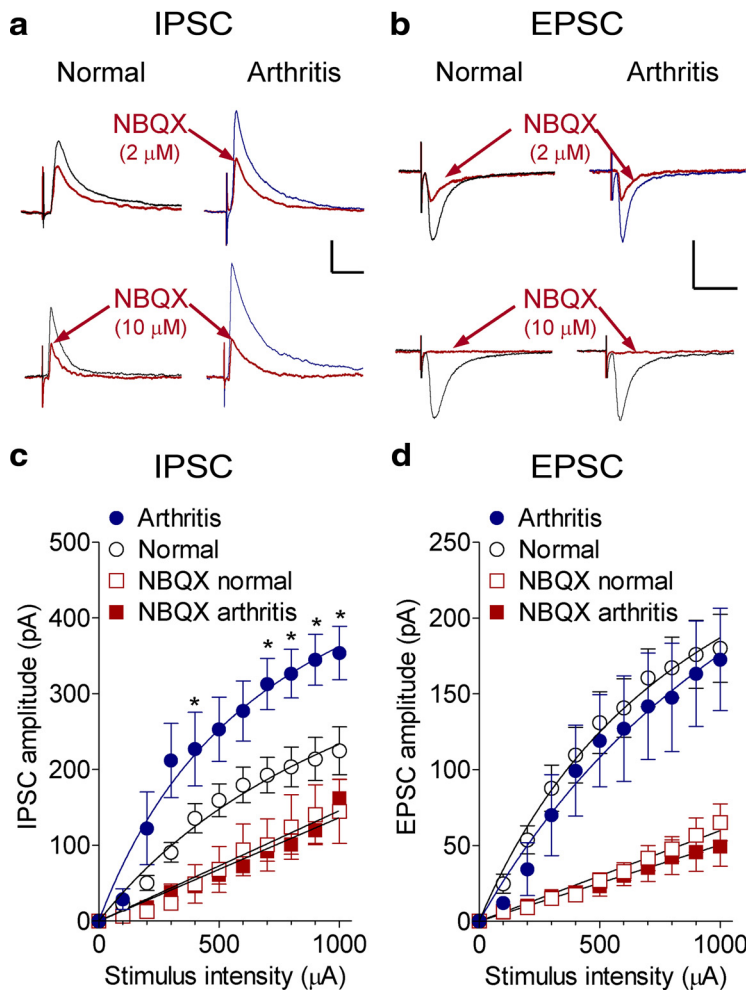 a IPSC
Normal Arthritis
NBQX
(2 μM)
NBQX
(10 μM)
b EPSC
Normal Arthritis
NBQX
(2 μM)
NBQX
(10 μM)
c IPSC
Arthritis
Normal
NBQX normal
NBQX arthritis
500
400
300
200
100
0
IPSC amplitude (pA)
* * * * *
0 500 1000
Stimulus intensity (μA)
d EPSC
Arthritis
Normal
NBQX normal
NBQX arthritis
250
200
150
100
50
0
EPSC amplitude (pA)
0 500 1000
Stimulus intensity (μA)